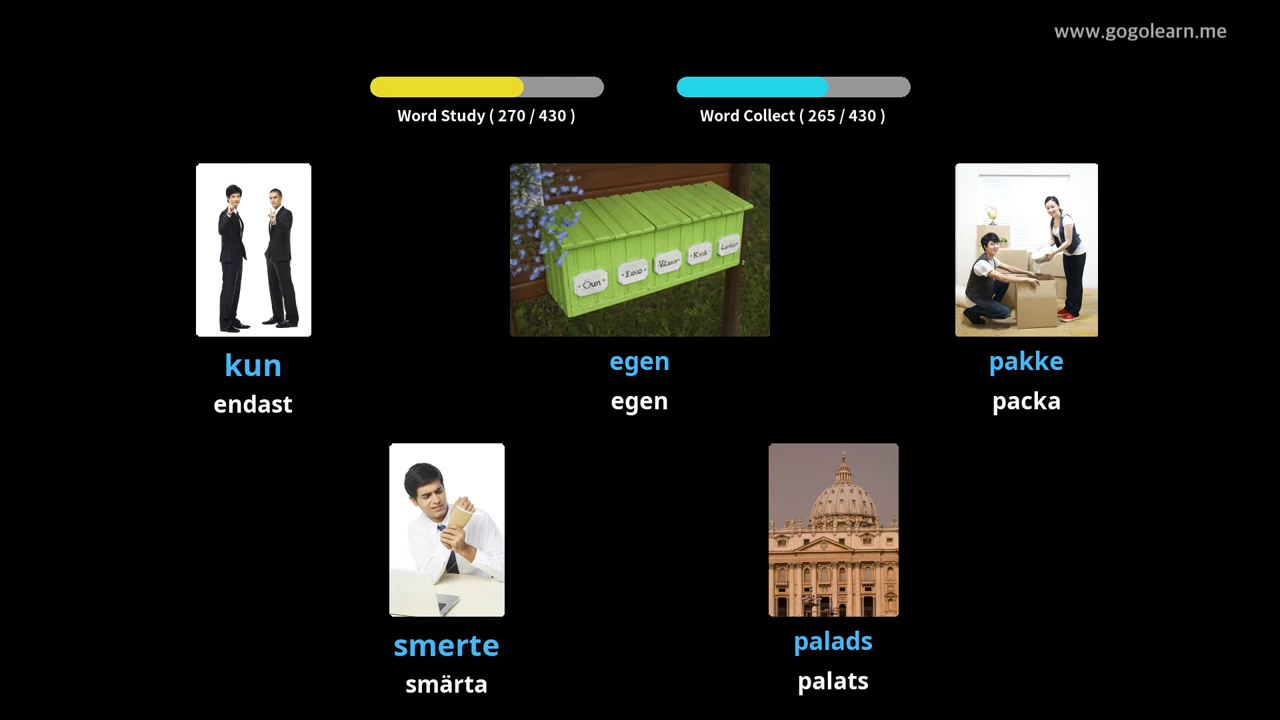 www.gogolearn.me
Word Study ( 270 / 430 )
Word Collect ( 265 / 430 )
kun
endast
egen
egen
pakke
packa
smerte
smärta
palads
palats